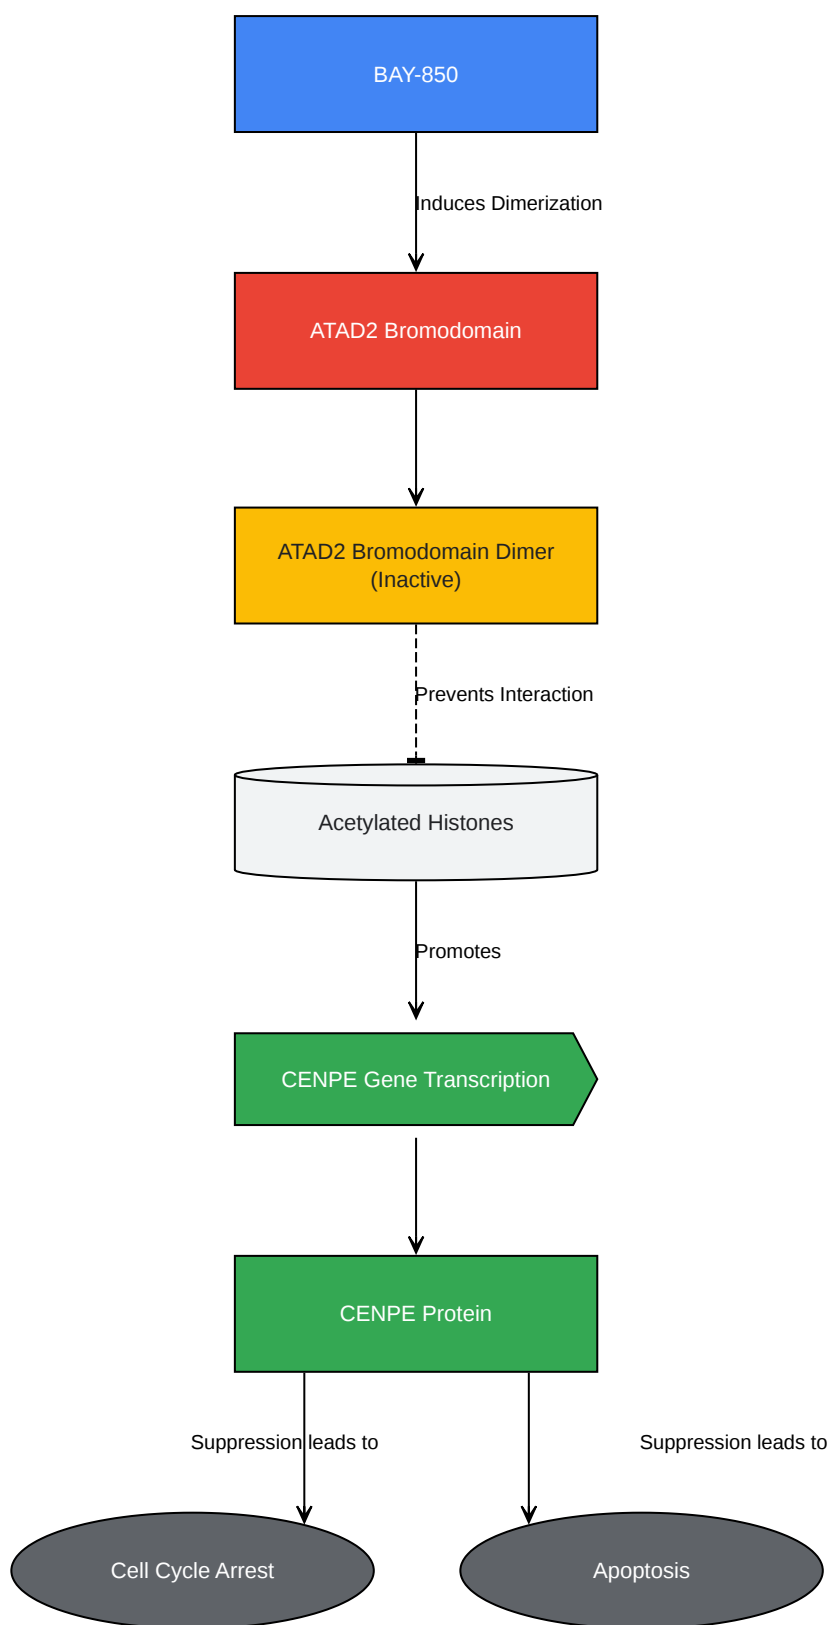 BAY-850
Induces Dimerization
ATAD2 Bromodomain
ATAD2 Bromodomain Dimer
(Inactive)
Prevents Interaction
Acetylated Histones
Promotes
CENPE Gene Transcription
CENPE Protein
Suppression leads to
Suppression leads to
Cell Cycle Arrest
Apoptosis